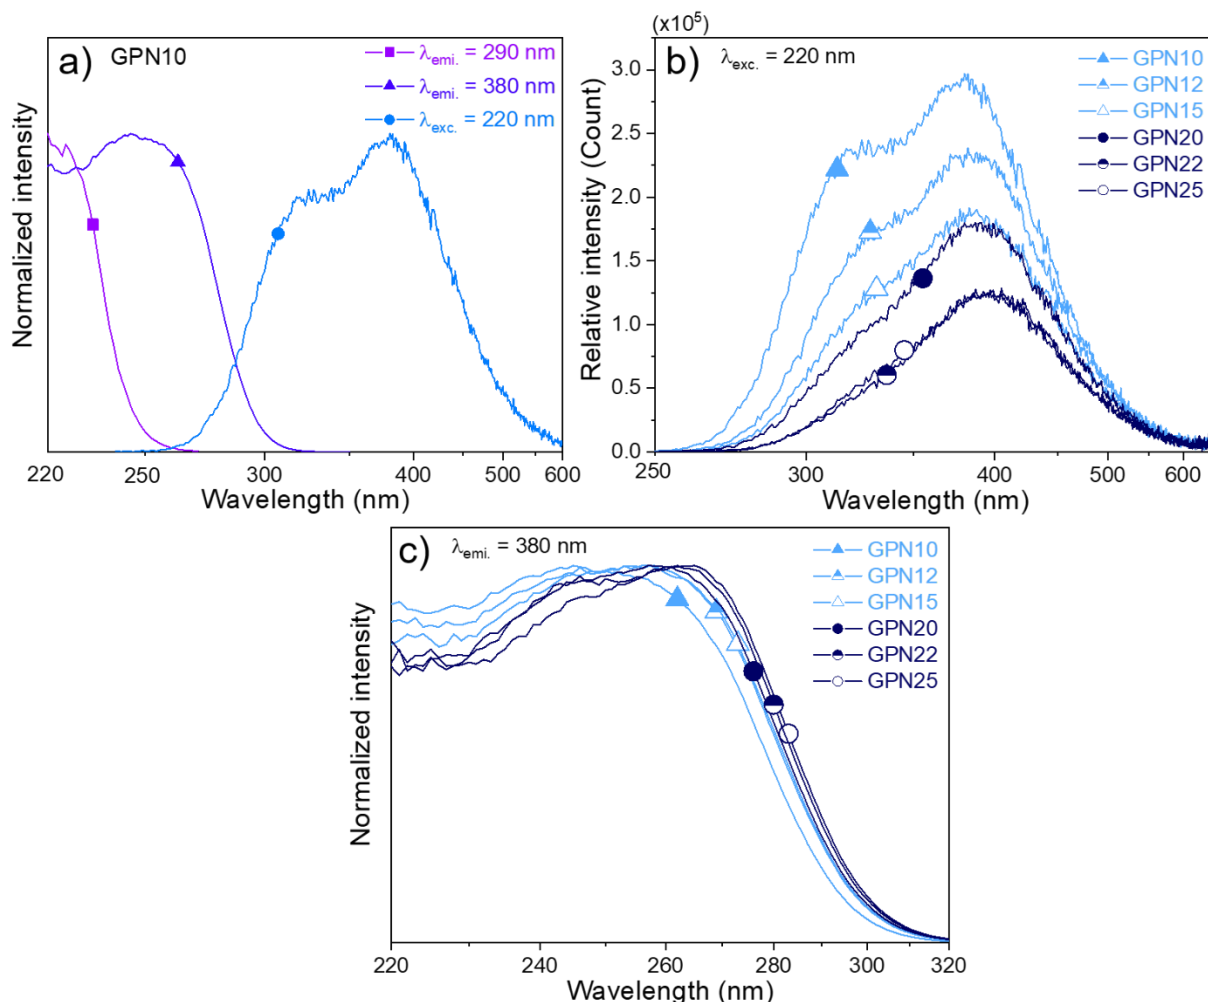 a)
GPN10
λemi. = 290 nm
λemi. = 380 nm
λexc. = 220 nm
Normalized intensity
220
250
300
400
500
600
Wavelength (nm)
(x10⁵)
b)
λexc. = 220 nm
GPN10
GPN12
GPN15
GPN20
GPN22
GPN25
Relative intensity (Count)
3.0
2.5
2.0
1.5
1.0
0.5
0.0
250
300
400
500
600
Wavelength (nm)
c)
λemi. = 380 nm
GPN10
GPN12
GPN15
GPN20
GPN22
GPN25
Normalized intensity
220
240
260
280
300
320
Wavelength (nm)